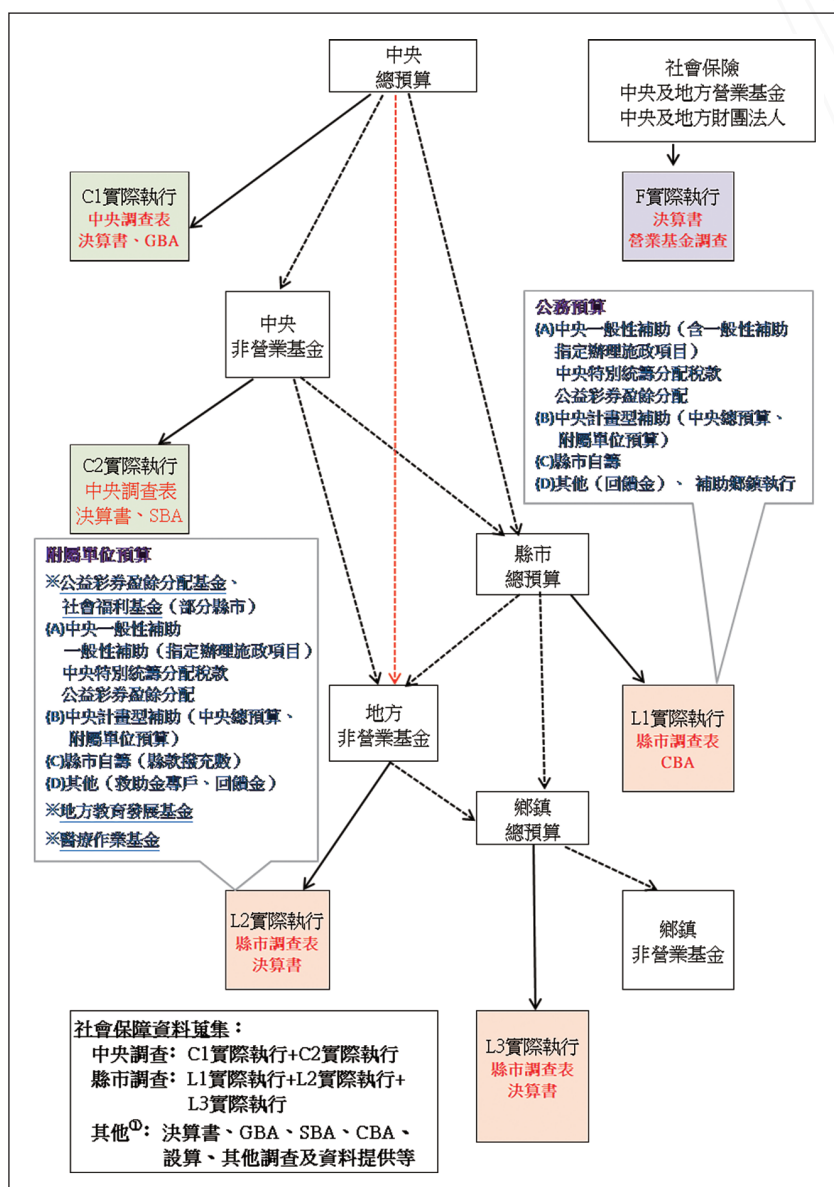 中央
總預算
社會保險
中央及地方營業基金
中央及地方財團法人
C1實際執行
中央調查表
決算書、GBA
F實際執行
決算書
營業基金調查
中央
非營業基金
公務預算
(A)中央一般性補助（含一般性補助
指定辦理施政項目）
中央特別統籌分配稅款
公益彩券盈餘分配
(B)中央計畫型補助（中央總預算、
附屬單位預算）
(C)縣市自籌
(D)其他（回饋金）、補助鄉鎮執行
C2實際執行
中央調查表
決算書、SBA
縣市
總預算
附屬單位預算
※公益彩券盈餘分配基金、
社會福利基金（部分縣市）
(A)中央一般性補助
一般性補助（指定辦理施政項目）
中央特別統籌分配稅款
公益彩券盈餘分配
(B)中央計畫型補助（中央總預算、
附屬單位預算）
(C)縣市自籌（縣款撥充數）
(D)其他（救助金專戶、回饋金）
※地方教育發展基金
※醫療作業基金
地方
非營業基金
L1實際執行
縣市調查表
CBA
鄉鎮
總預算
L2實際執行
縣市調查表
決算書
鄉鎮
非營業基金
L3實際執行
縣市調查表
決算書
社會保障資料蒐集：
中央調查：C1實際執行+C2實際執行
縣市調查：L1實際執行+L2實際執行+
L3實際執行
其他①：決算書、GBA、SBA、CBA、
設算、其他調查及資料提供等